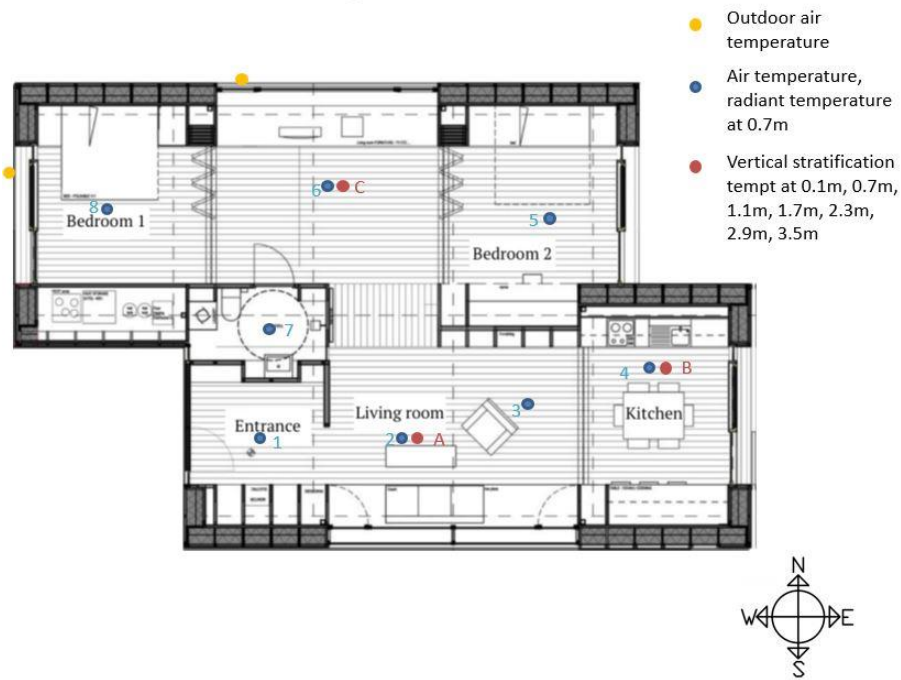 Outdoor air
temperature
Air temperature,
radiant temperature
at 0.7m
Vertical stratification
tempt at 0.1m, 0.7m,
1.1m, 1.7m, 2.3m,
2.9m, 3.5m
6 C
8
Bedroom 1
5
Bedroom 2
7
4 B
3
Living room
Kitchen
Entrance
1
2 A
N
W E
S